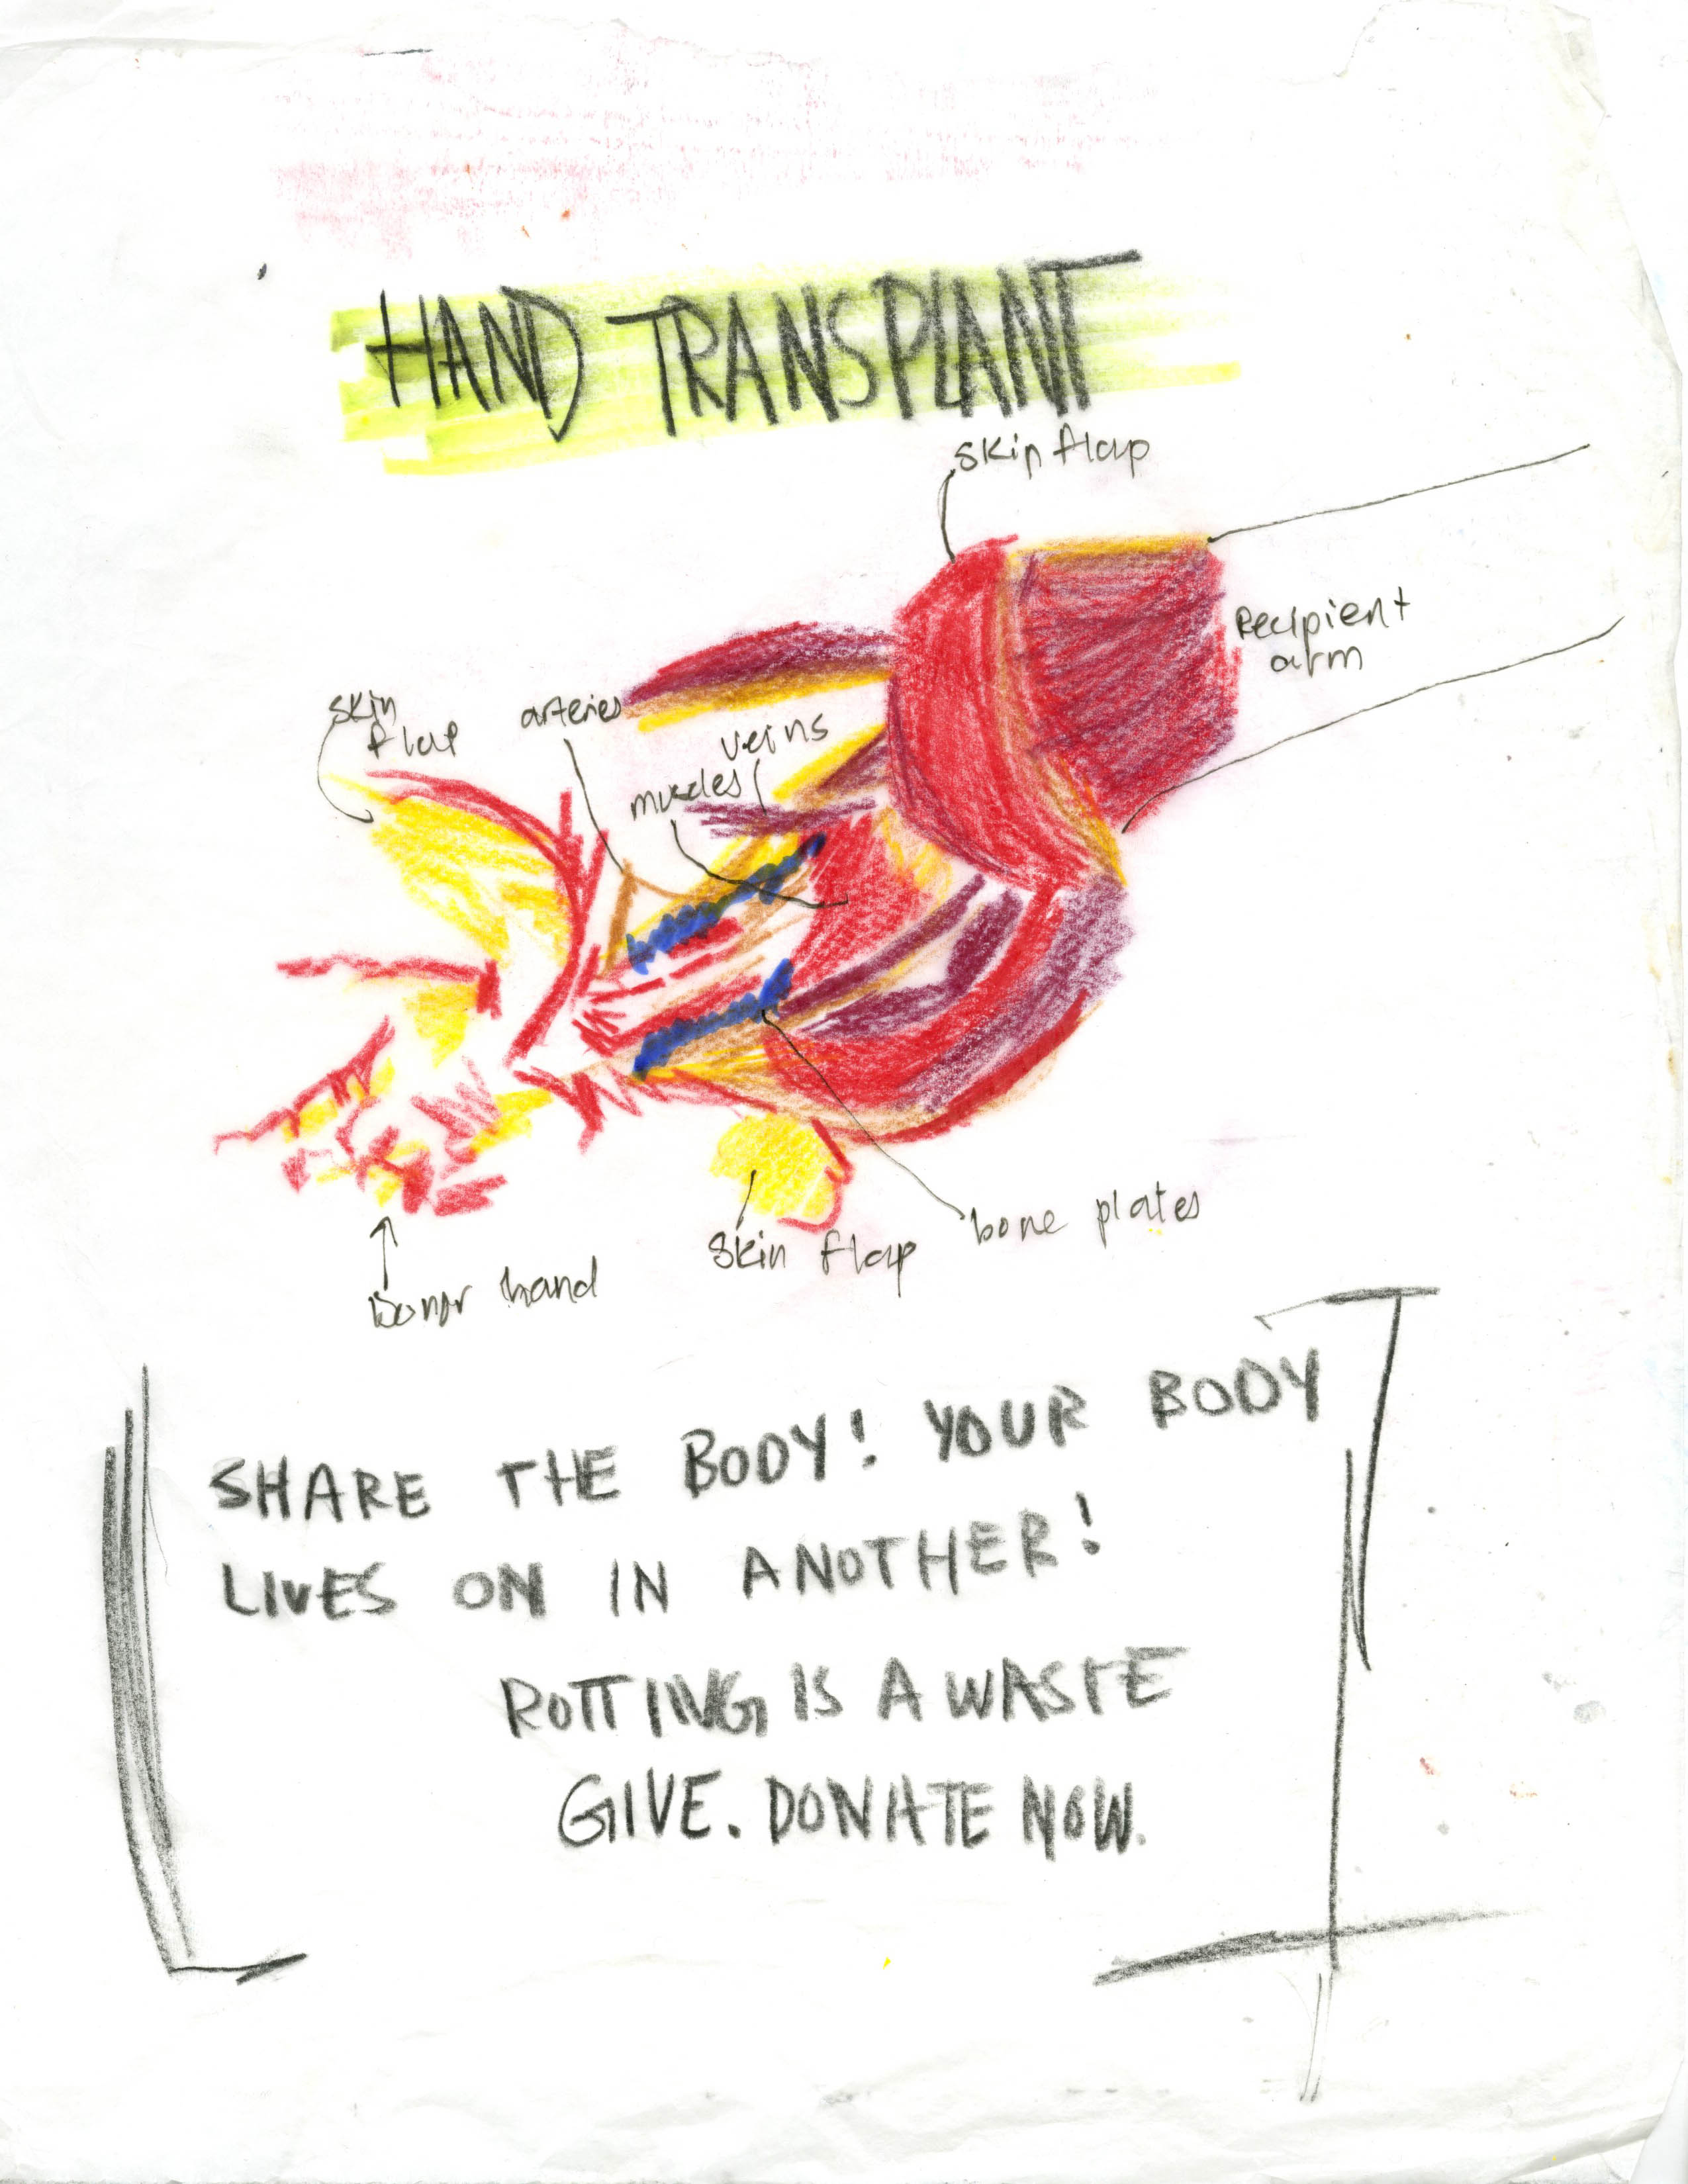 HAND TRANSPLANT
skin flap
Recipient
arm
skin
flap
arteries
veins
muscles
bone plates
skin flap
Donor hand
SHARE THE BODY! YOUR BODY
LIVES ON IN ANOTHER!
ROTTING IS A WASTE
GIVE. DONATE NOW.